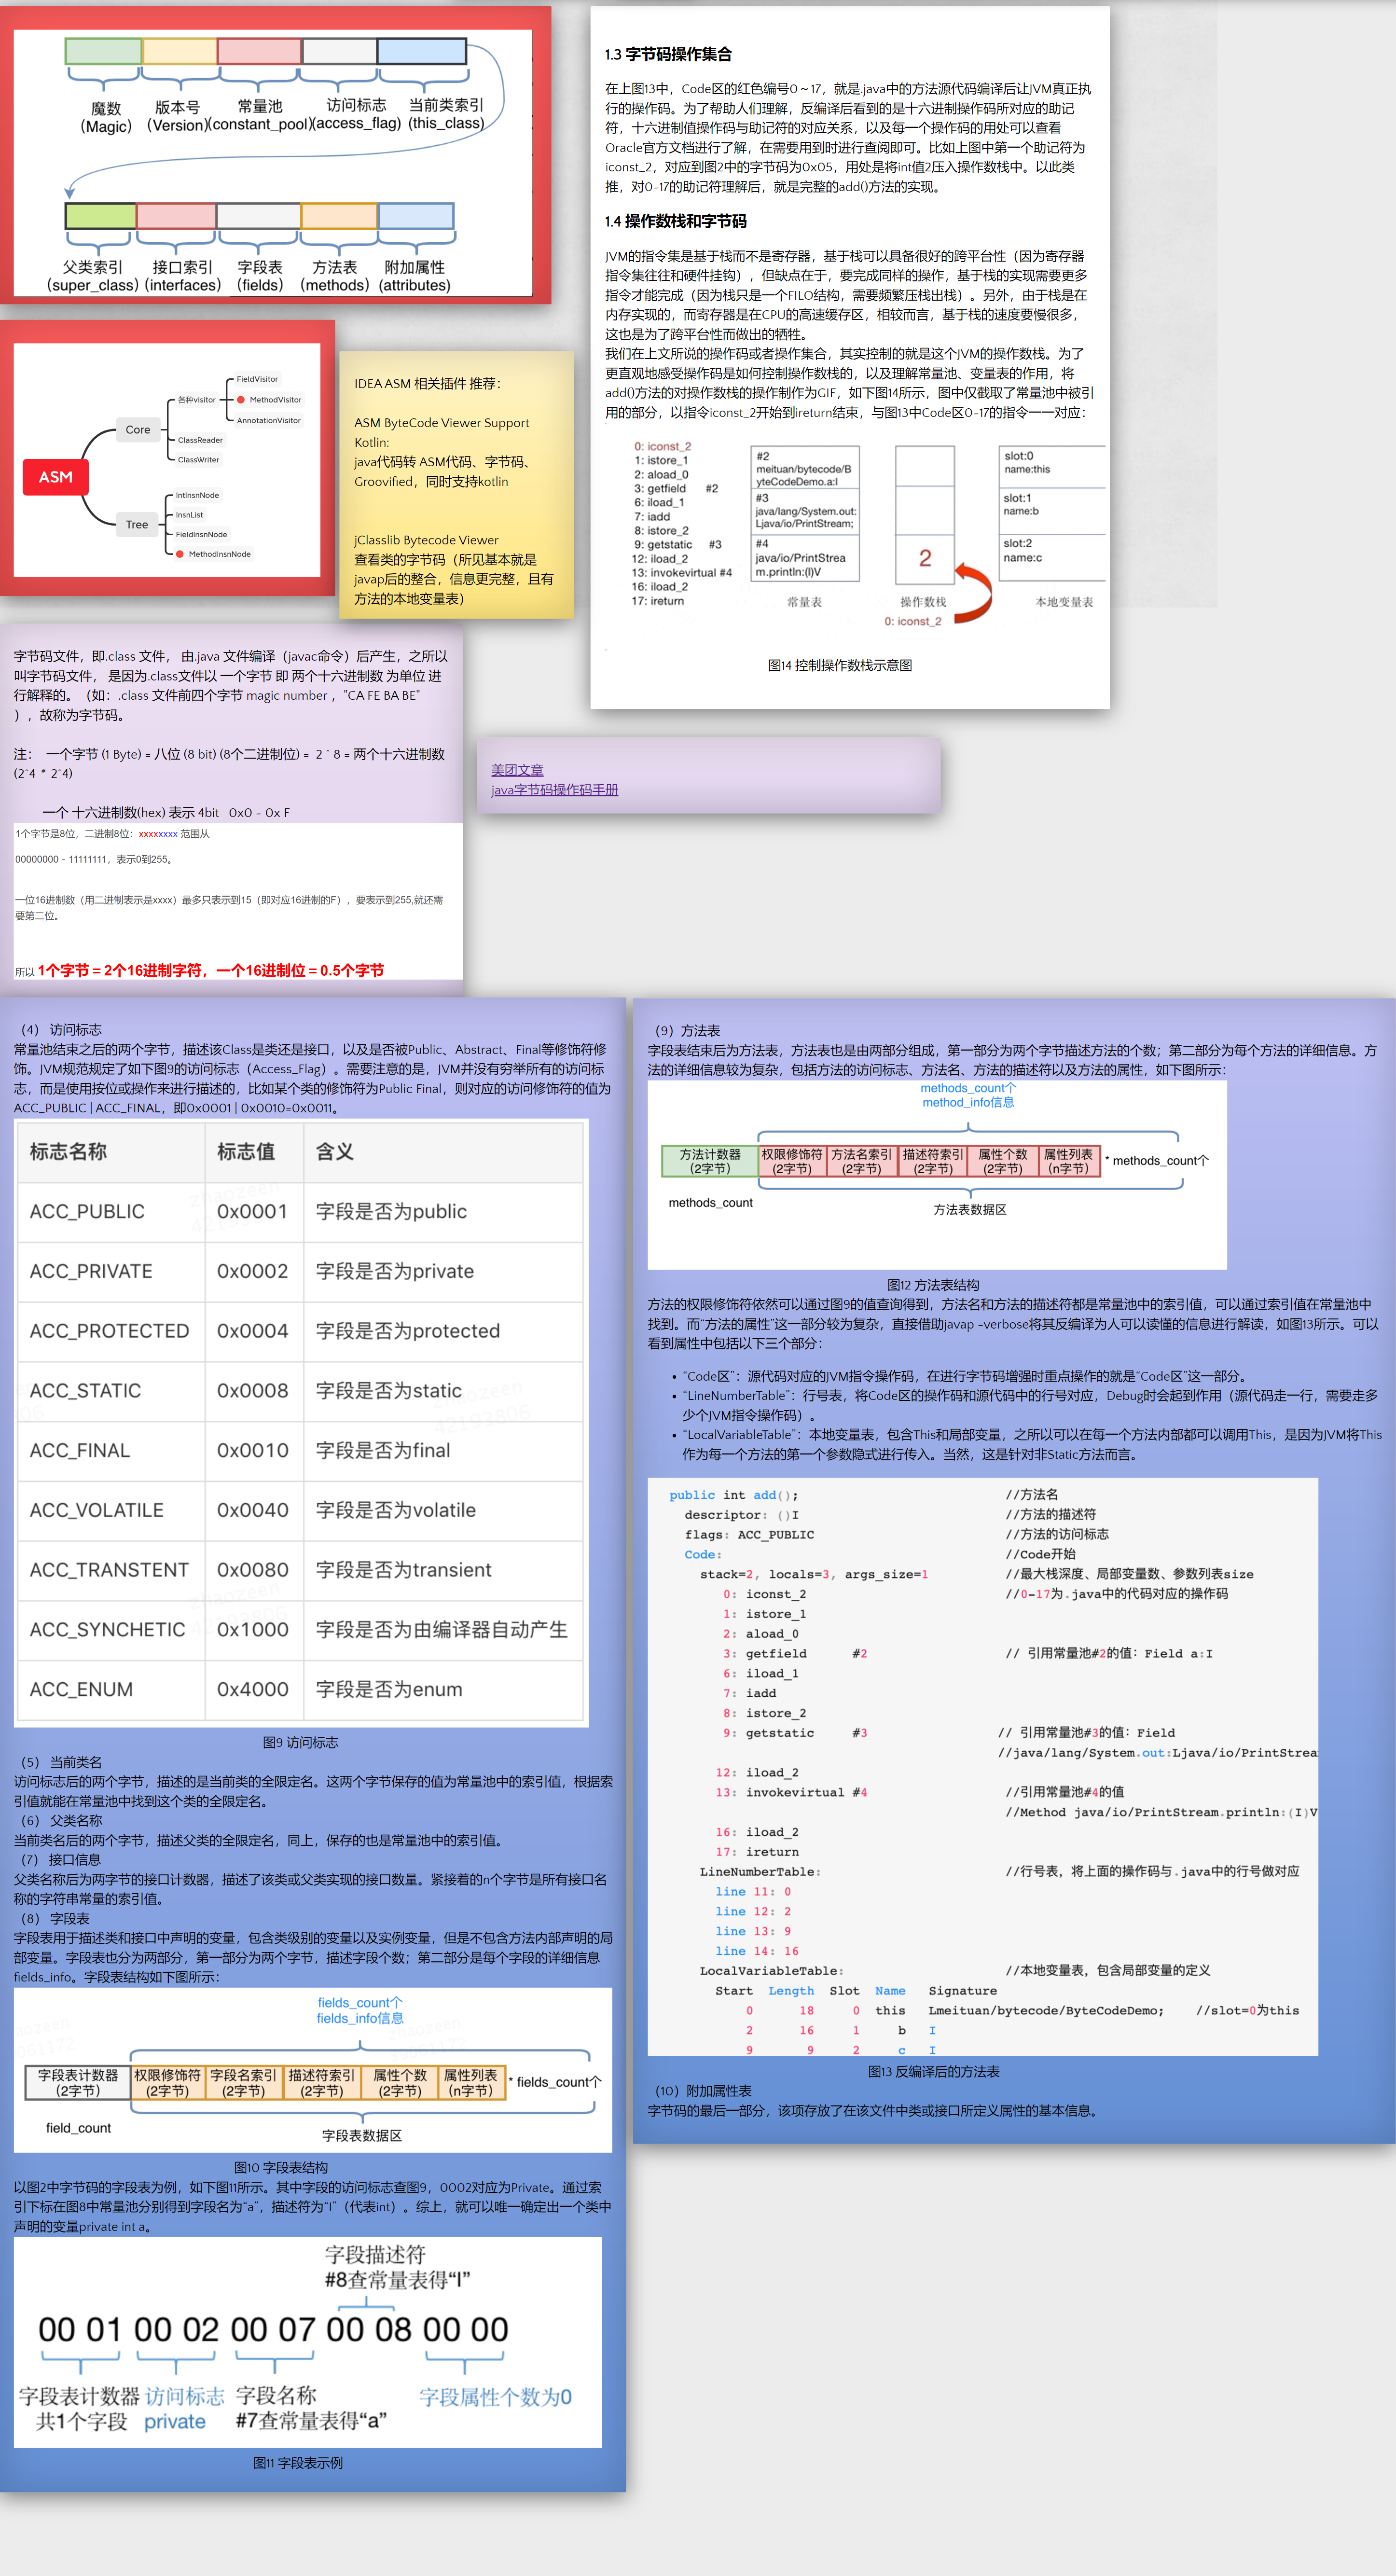 魔数
(Magic)
版本号
(Version)
常量池
(constant_pool)
访问标志
(access_flag)
当前类索引
(this_class)
父类索引
(super_class)
接口索引
(interfaces)
字段表
(fields)
方法表
(methods)
附加属性
(attributes)
1.3 字节码操作集合
在上图13中，Code区的红色编号0～17，就是.java中的方法源代码编译后让JVM真正执
行的操作码。为了帮助人们理解，反编译后看到的是十六进制操作码所对应的助记
符，十六进制值操作码与助记符的对应关系，以及每一个操作码的用处可以查看
Oracle官方文档进行了解，在需要用到时进行查阅即可。比如上图中第一个助记符为
iconst_2，对应到图2中的字节码为0x05，用处是将int值2压入操作数栈中。以此类
推，对0~17的助记符理解后，就是完整的add()方法的实现。
1.4 操作数栈和字节码
JVM的指令集是基于栈而不是寄存器，基于栈可以具备很好的跨平台性（因为寄存器
指令集往往和硬件挂钩），但缺点在于，要完成同样的操作，基于栈的实现需要更多
指令才能完成（因为栈只是一个FILO结构，需要频繁压栈出栈）。另外，由于栈是在
内存实现的，而寄存器是在CPU的高速缓存区，相较而言，基于栈的速度要慢很多，
这也是为了跨平台性而做出的牺牲。
我们在上文所说的操作码或者操作集合，其实控制的就是这个JVM的操作数栈。为了
更直观地感受操作码是如何控制操作数栈的，以及理解常量池、变量表的作用，将
add()方法的对操作数栈的操作制作为GIF，如下图14所示，图中仅截取了常量池中被引
用的部分，以指令iconst_2开始到ireturn结束，与图13中Code区0~17的指令一一对应：
0: iconst_2
1: istore_1
2: aload_0
3: getfield #2
6: iload_1
7: iadd
8: istore_2
9: getstatic #3
12: iload_2
13: invokevirtual #4
16: iload_2
17: ireturn
#2
meituan/bytecode/B
yteCodeDemo.a:I
#3
java/lang/System.out:
Ljava/io/PrintStream;
#4
java/io/PrintStrea
m.println:(I)V
常量表
2
操作数栈
0: iconst_2
slot:0
name:this
slot:1
name:b
slot:2
name:c
本地变量表
图14 控制操作数栈示意图
ASM
Core
各种visitor
FieldVisitor
MethodVisitor
AnnotationVisitor
ClassReader
ClassWriter
Tree
IntInsnNode
InsnList
FieldInsnNode
MethodInsnNode
IDEA ASM 相关插件 推荐：
ASM ByteCode Viewer Support
Kotlin:
java代码转 ASM代码、字节码、
Groovified，同时支持kotlin
jClasslib Bytecode Viewer
查看类的字节码（所见基本就是
javap后的整合，信息更完整，且有
方法的本地变量表）
字节码文件，即.class 文件， 由.java 文件编译（javac命令）后产生，之所以
叫字节码文件， 是因为.class文件以 一个字节 即 两个十六进制数 为单位 进
行解释的。（如：.class 文件前四个字节 magic number ，"CA FE BA BE"
），故称为字节码。
注： 一个字节 (1 Byte) = 八位 (8 bit) (8个二进制位) = 2 ^ 8 = 两个十六进制数
(2^4 * 2^4)
一个 十六进制数(hex) 表示 4bit 0x0 - 0x F
1个字节是8位，二进制8位：xxxxxxxx 范围从
00000000－11111111，表示0到255。
一位16进制数（用二进制表示是xxxx）最多只表示到15（即对应16进制的F），要表示到255,就还需
要第二位。
所以 1个字节＝2个16进制字符，一个16进制位＝0.5个字节
美团文章
java字节码操作码手册
（4） 访问标志
常量池结束之后的两个字节，描述该Class是类还是接口，以及是否被Public、Abstract、Final等修饰符修
饰。JVM规范规定了如下图9的访问标志（Access_Flag）。需要注意的是，JVM并没有穷举所有的访问标
志，而是使用按位或操作来进行描述的，比如某个类的修饰符为Public Final，则对应的访问修饰符的值为
ACC_PUBLIC | ACC_FINAL，即0x0001 | 0x0010=0x0011。
标志名称 标志值 含义
ACC_PUBLIC 0x0001 字段是否为public
ACC_PRIVATE 0x0002 字段是否为private
ACC_PROTECTED 0x0004 字段是否为protected
ACC_STATIC 0x0008 字段是否为static
ACC_FINAL 0x0010 字段是否为final
ACC_VOLATILE 0x0040 字段是否为volatile
ACC_TRANSTENT 0x0080 字段是否为transient
ACC_SYNCHETIC 0x1000 字段是否为由编译器自动产生
ACC_ENUM 0x4000 字段是否为enum
图9 访问标志
（5） 当前类名
访问标志后的两个字节，描述的是当前类的全限定名。这两个字节保存的值为常量池中的索引值，根据索
引值就能在常量池中找到这个类的全限定名。
（6） 父类名称
当前类名后的两个字节，描述父类的全限定名，同上，保存的也是常量池中的索引值。
（7） 接口信息
父类名称后为两字节的接口计数器，描述了该类或父类实现的接口数量。紧接着的n个字节是所有接口名
称的字符串常量的索引值。
（8） 字段表
字段表用于描述类和接口中声明的变量，包含类级别的变量以及实例变量，但是不包含方法内部声明的局
部变量。字段表也分为两部分，第一部分为两个字节，描述字段个数；第二部分是每个字段的详细信息
fields_info。字段表结构如下图所示：
fields_count个
fields_info信息
字段表计数器
（2字节）
权限修饰符
(2字节)
字段名索引
(2字节)
描述符索引
(2字节)
属性个数
(2字节)
属性列表
(n字节)
* fields_count个
field_count
字段表数据区
图10 字段表结构
以图2中字节码的字段表为例，如下图11所示。其中字段的访问标志查图9，0002对应为Private。通过索
引下标在图8中常量池分别得到字段名为“a”，描述符为“I”（代表int）。综上，就可以唯一确定出一个类中
声明的变量private int a。
字段描述符
#8查常量表得“I”
00 01 00 02 00 07 00 08 00 00
字段表计数器
共1个字段
访问标志
private
字段名称
#7查常量表得“a”
字段属性个数为0
图11 字段表示例
（9）方法表
字段表结束后为方法表，方法表也是由两部分组成，第一部分为两个字节描述方法的个数；第二部分为每个方法的详细信息。方
法的详细信息较为复杂，包括方法的访问标志、方法名、方法的描述符以及方法的属性，如下图所示：
methods_count个
method_info信息
方法计数器
（2字节）
权限修饰符
(2字节)
方法名索引
(2字节)
描述符索引
(2字节)
属性个数
(2字节)
属性列表
(n字节)
* methods_count个
methods_count
方法表数据区
图12 方法表结构
方法的权限修饰符依然可以通过图9的值查询得到，方法名和方法的描述符都是常量池中的索引值，可以通过索引值在常量池中
找到。而“方法的属性”这一部分较为复杂，直接借助javap -verbose将其反编译为人可以读懂的信息进行解读，如图13所示。可以
看到属性中包括以下三个部分：
• “Code区”：源代码对应的JVM指令操作码，在进行字节码增强时重点操作的就是“Code区”这一部分。
• “LineNumberTable”：行号表，将Code区的操作码和源代码中的行号对应，Debug时会起到作用（源代码走一行，需要走多
少个JVM指令操作码）。
• “LocalVariableTable”：本地变量表，包含This和局部变量，之所以可以在每一个方法内部都可以调用This，是因为JVM将This
作为每一个方法的第一个参数隐式进行传入。当然，这是针对非Static方法而言。
public int add(); //方法名
descriptor: ()I //方法的描述符
flags: ACC_PUBLIC //方法的访问标志
Code: //Code开始
stack=2, locals=3, args_size=1 //最大栈深度、局部变量数、参数列表size
0: iconst_2 //0-17为.java中的代码对应的操作码
1: istore_1
2: aload_0
3: getfield #2 // 引用常量池#2的值：Field a:I
6: iload_1
7: iadd
8: istore_2
9: getstatic #3 // 引用常量池#3的值：Field
//java/lang/System.out:Ljava/io/PrintStrea
12: iload_2
13: invokevirtual #4 //引用常量池#4的值
//Method java/io/PrintStream.println:(I)V
16: iload_2
17: ireturn
LineNumberTable: //行号表，将上面的操作码与.java中的行号做对应
line 11: 0
line 12: 2
line 13: 9
line 14: 16
LocalVariableTable: //本地变量表，包含局部变量的定义
Start Length Slot Name Signature
0 18 0 this Lmeituan/bytecode/ByteCodeDemo; //slot=0为this
2 16 1 b I
9 9 2 c I
图13 反编译后的方法表
（10）附加属性表
字节码的最后一部分，该项存放了在该文件中类或接口所定义属性的基本信息。